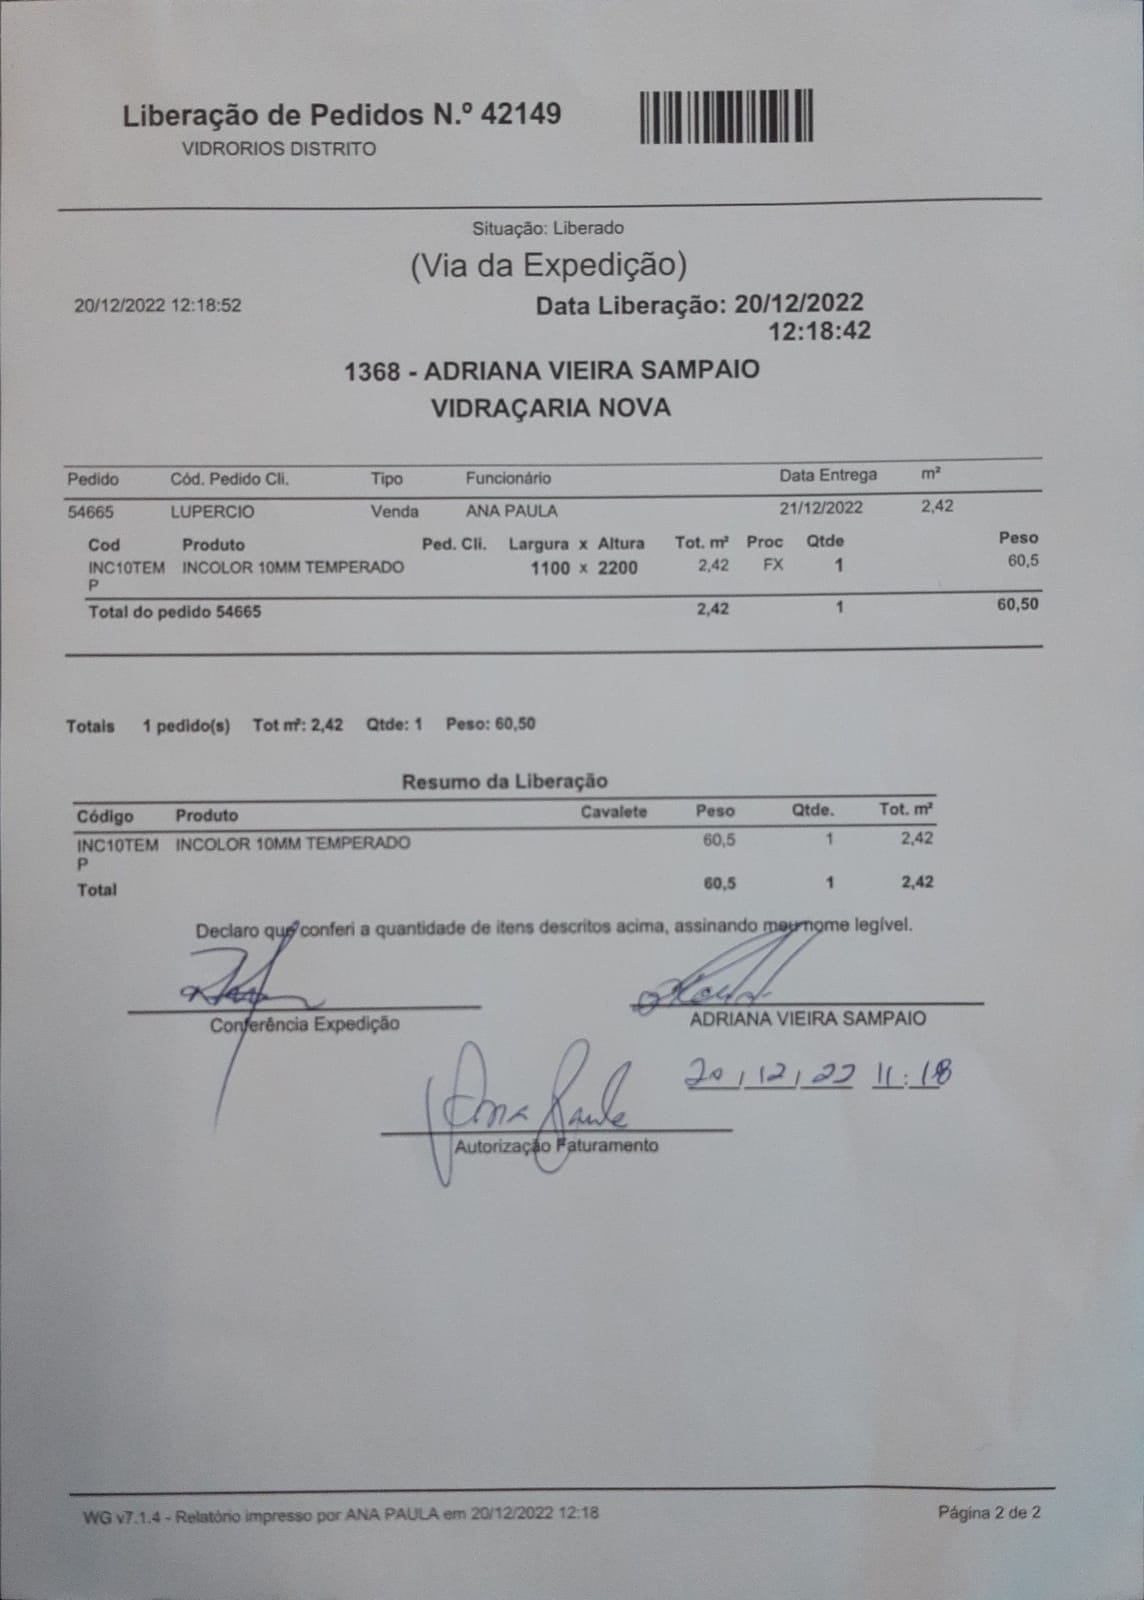 Liberação de Pedidos N.º 42149
VIDRORIOS DISTRITO
Situação: Liberado
(Via da Expedição)
20/12/2022 12:18:52 Data Liberação: 20/12/2022
12:18:42
1368 - ADRIANA VIEIRA SAMPAIO
VIDRAÇARIA NOVA
Pedido Cód. Pedido Cli. Tipo Funcionário Data Entrega m²
54665 LUPERCIO Venda ANA PAULA 21/12/2022 2,42
Cod Produto Ped. Cli. Largura x Altura Tot. m² Proc Qtde Peso
INC10TEM INCOLOR 10MM TEMPERADO 1100 x 2200 2,42 FX 1 60,5
P
Total do pedido 54665 2,42 1 60,50
Totais 1 pedido(s) Tot m²: 2,42 Qtde: 1 Peso: 60,50
Resumo da Liberação
Código Produto Cavalete Peso Qtde. Tot. m²
INC10TEM INCOLOR 10MM TEMPERADO 60,5 1 2,42
P
Total 60,5 1 2,42
Declaro que conferi a quantidade de itens descritos acima, assinando meu nome legível.
Conferência Expedição ADRIANA VIEIRA SAMPAIO
20/12/22 11:18
Ana Paula
Autorização Faturamento
WG v7.1.4 - Relatório impresso por ANA PAULA em 20/12/2022 12:18 Página 2 de 2